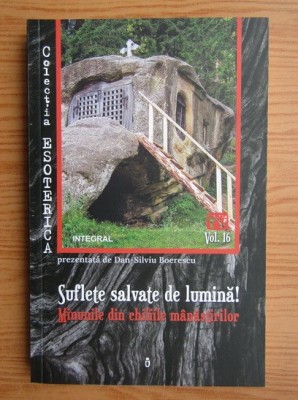 Colecția ESOTERICA
INTEGRAL
Vol. 16
prezentată de Dan-Silviu Boerescu
Suflete salvate de lumină!
Minunile din chiliile mănăstirilor